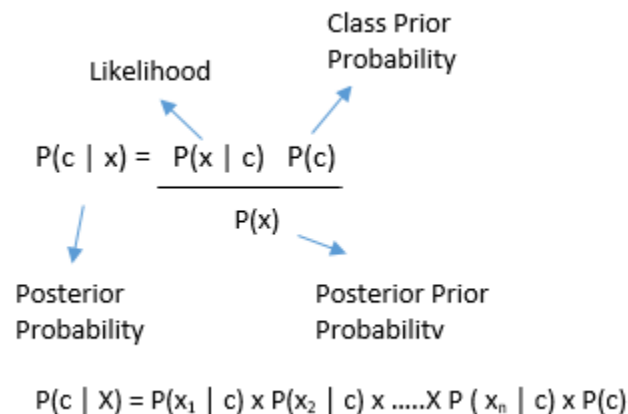 Class Prior
Probability
Likelihood
P(c | x) = P(x | c) P(c)
P(x)
Posterior
Probability
Posterior Prior
Probability
P(c | X) = P(x₁ | c) x P(x₂ | c) x .....X P ( xₙ | c) x P(c)